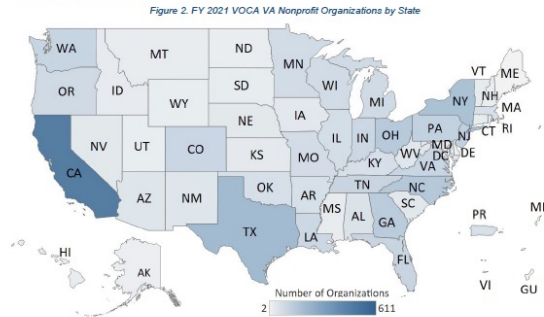 Figure 2. FY 2021 VOCA VA Nonprofit Organizations by State
WA
MT
ND
MN
VT
ME
OR
ID
SD
WI
MI
NY
NH
MA
WY
IA
NE
PA
CT
RI
NJ
NV
UT
CO
IL
IN
OH
MD
DE
DC
WV
VA
CA
KS
MO
KY
AZ
NM
OK
AR
TN
NC
SC
MS
AL
GA
TX
LA
FL
PR
HI
AK
VI
GU
Number of Organizations
2
611